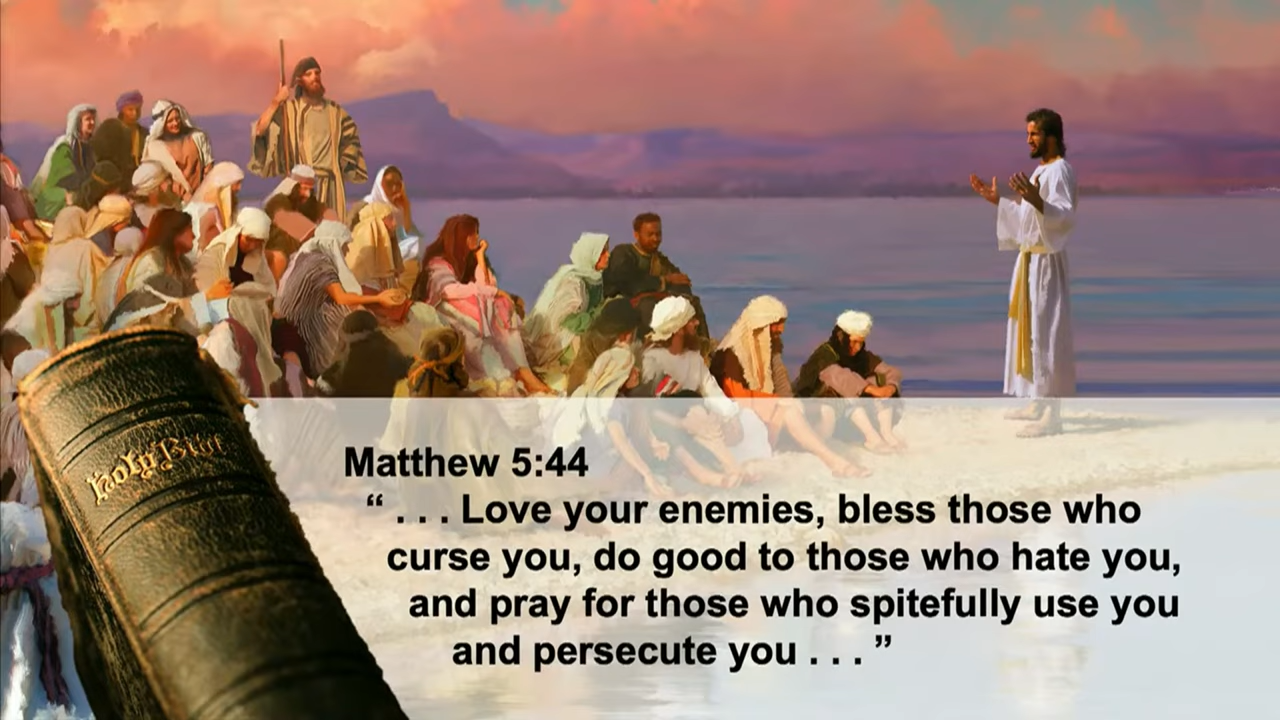 Holy Bible
Matthew 5:44
“ . . . Love your enemies, bless those who
curse you, do good to those who hate you,
and pray for those who spitefully use you
and persecute you . . . ”